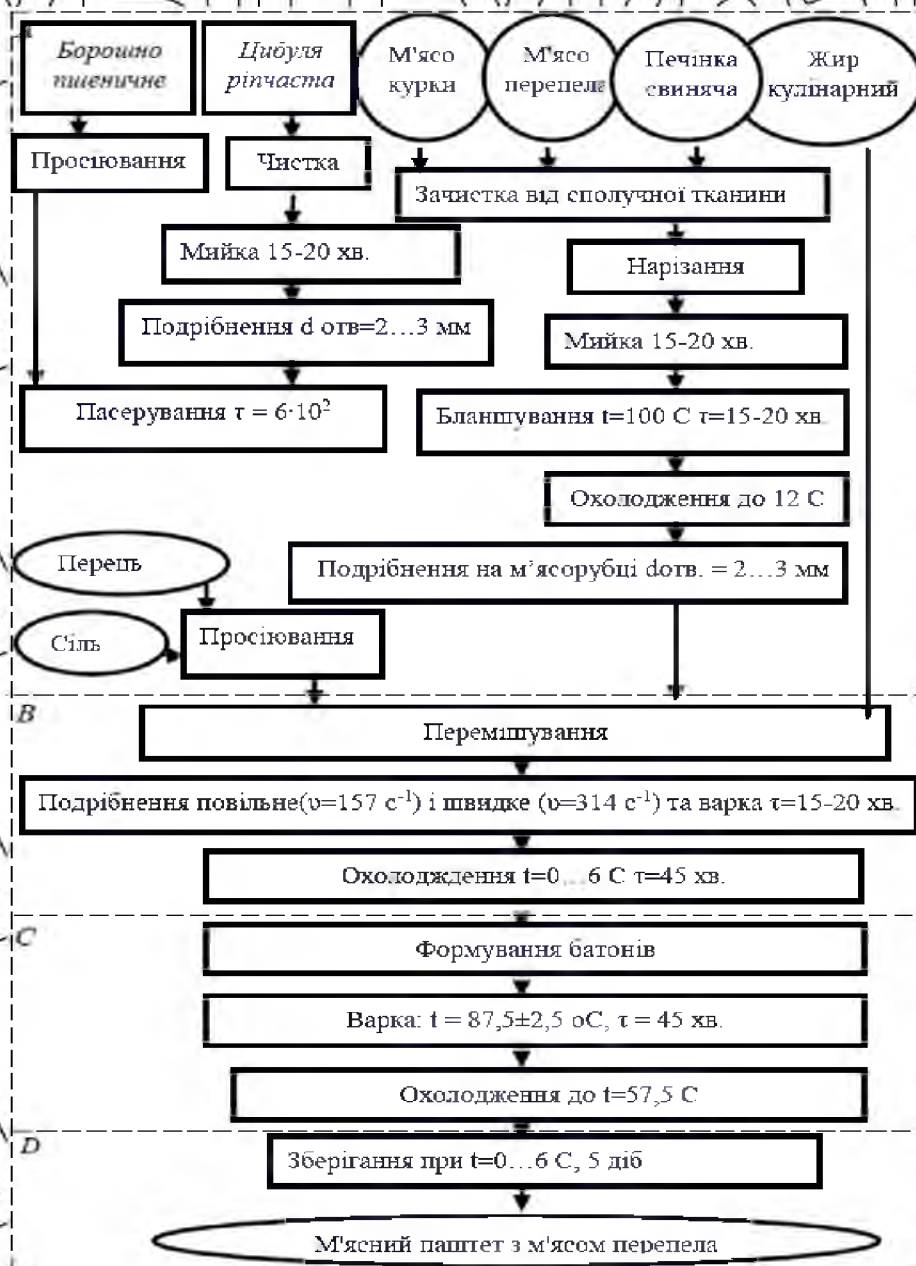 A
Борошно
пшеничне
Цибуля
ріпчаста
М'ясо
курки
М'ясо
перепела
Печінка
свиняча
Жир
кулінарний
Просіювання
Чистка
Зачистка від сполучної тканини
Мийка 15-20 хв.
Нарізання
Подрібнення d отв=2…3 мм
Мийка 15-20 хв.
Пасерування τ = 6·10²
Бланшування t=100 С τ=15-20 хв.
Охолодження до 12 С
Перець
Подрібнення на м’ясорубці dотв. = 2…3 мм
Сіль
Просіювання
B
Перемішування
Подрібнення повільне(υ=157 с⁻¹) і швидке (υ=314 с⁻¹) та варка τ=15-20 хв.
Охолодждення t=0…6 С τ=45 хв.
C
Формування батонів
Варка: t = 87,5±2,5 оС, τ = 45 хв.
Охолодження до t=57,5 С
D
Зберігання при t=0…6 С, 5 діб
М'ясний паштет з м'ясом перепела